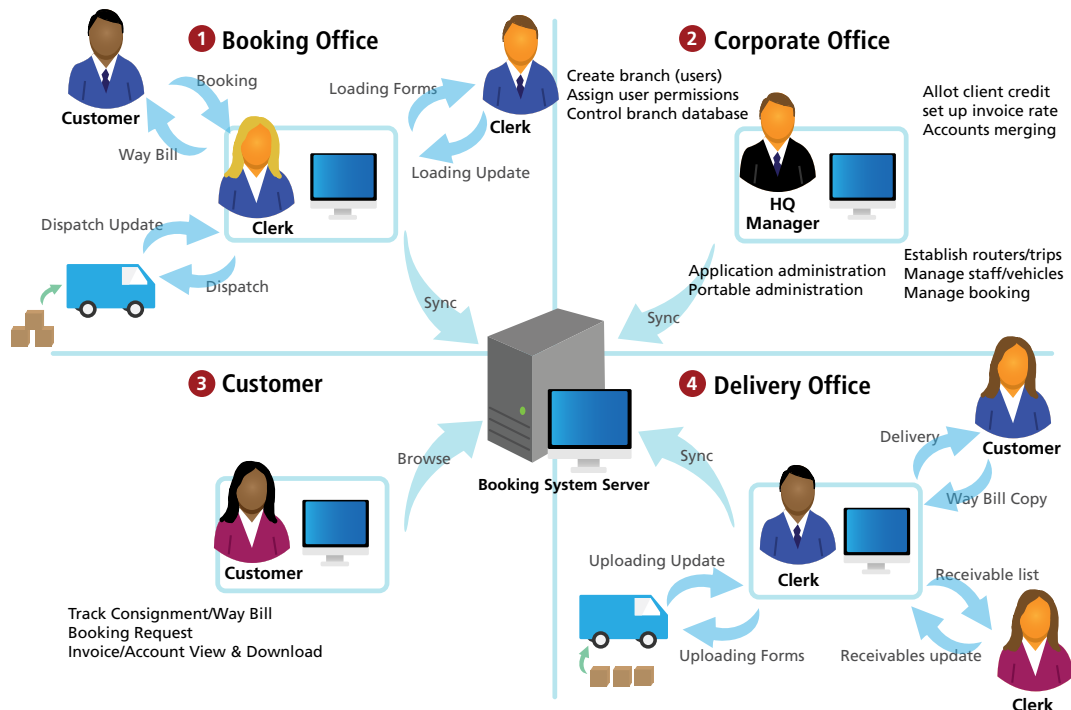 1 Booking Office
Customer
Booking
Way Bill
Loading Forms
Clerk
Loading Update
Clerk
Dispatch Update
Dispatch
Sync
2 Corporate Office
Create branch (users)
Assign user permissions
Control branch database
Allot client credit
set up invoice rate
Accounts merging
HQ
Manager
Application administration
Portable administration
Establish routers/trips
Manage staff/vehicles
Manage booking
Sync
Booking System Server
3 Customer
Browse
Customer
Track Consignment/Way Bill
Booking Request
Invoice/Account View & Download
4 Delivery Office
Sync
Delivery
Customer
Way Bill Copy
Clerk
Uploading Update
Uploading Forms
Receivable list
Receivables update
Clerk